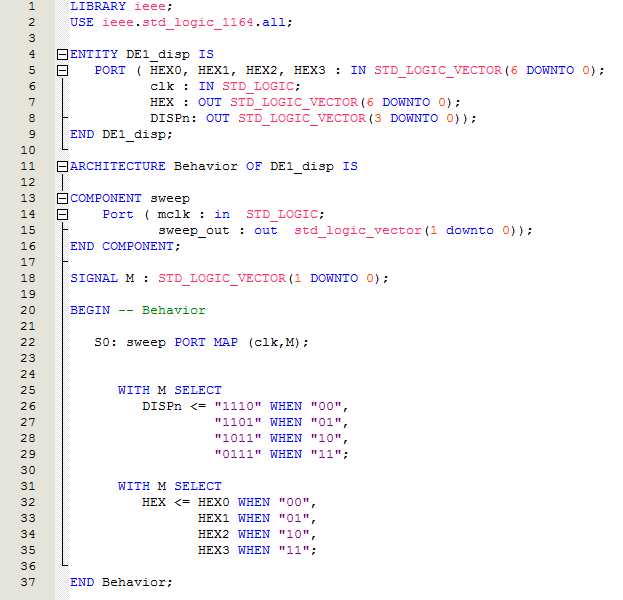 1 LIBRARY ieee;
2 USE ieee.std_logic_1164.all;
3
4 ENTITY DE1_disp IS
5 PORT ( HEX0, HEX1, HEX2, HEX3 : IN STD_LOGIC_VECTOR(6 DOWNTO 0);
6 clk : IN STD_LOGIC;
7 HEX : OUT STD_LOGIC_VECTOR(6 DOWNTO 0);
8 DISPn: OUT STD_LOGIC_VECTOR(3 DOWNTO 0));
9 END DE1_disp;
10
11 ARCHITECTURE Behavior OF DE1_disp IS
12
13 COMPONENT sweep
14 Port ( mclk : in STD_LOGIC;
15 sweep_out : out std_logic_vector(1 downto 0));
16 END COMPONENT;
17
18 SIGNAL M : STD_LOGIC_VECTOR(1 DOWNTO 0);
19
20 BEGIN -- Behavior
21
22 S0: sweep PORT MAP (clk,M);
23
24
25 WITH M SELECT
26 DISPn <= "1110" WHEN "00",
27 "1101" WHEN "01",
28 "1011" WHEN "10",
29 "0111" WHEN "11";
30
31 WITH M SELECT
32 HEX <= HEX0 WHEN "00",
33 HEX1 WHEN "01",
34 HEX2 WHEN "10",
35 HEX3 WHEN "11";
36
37 END Behavior;